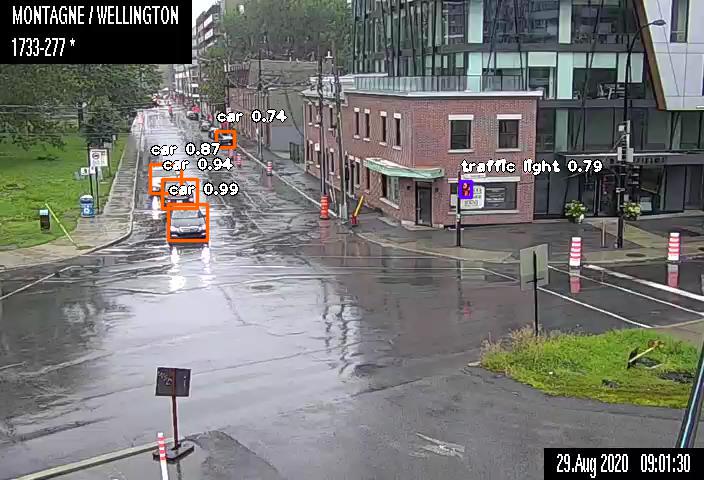 MONTAGNE / WELLINGTON
1733-277 *
car 0.74
car 0.87
car 0.94
car 0.99
traffic light 0.79
29.Aug 2020 09:01:30